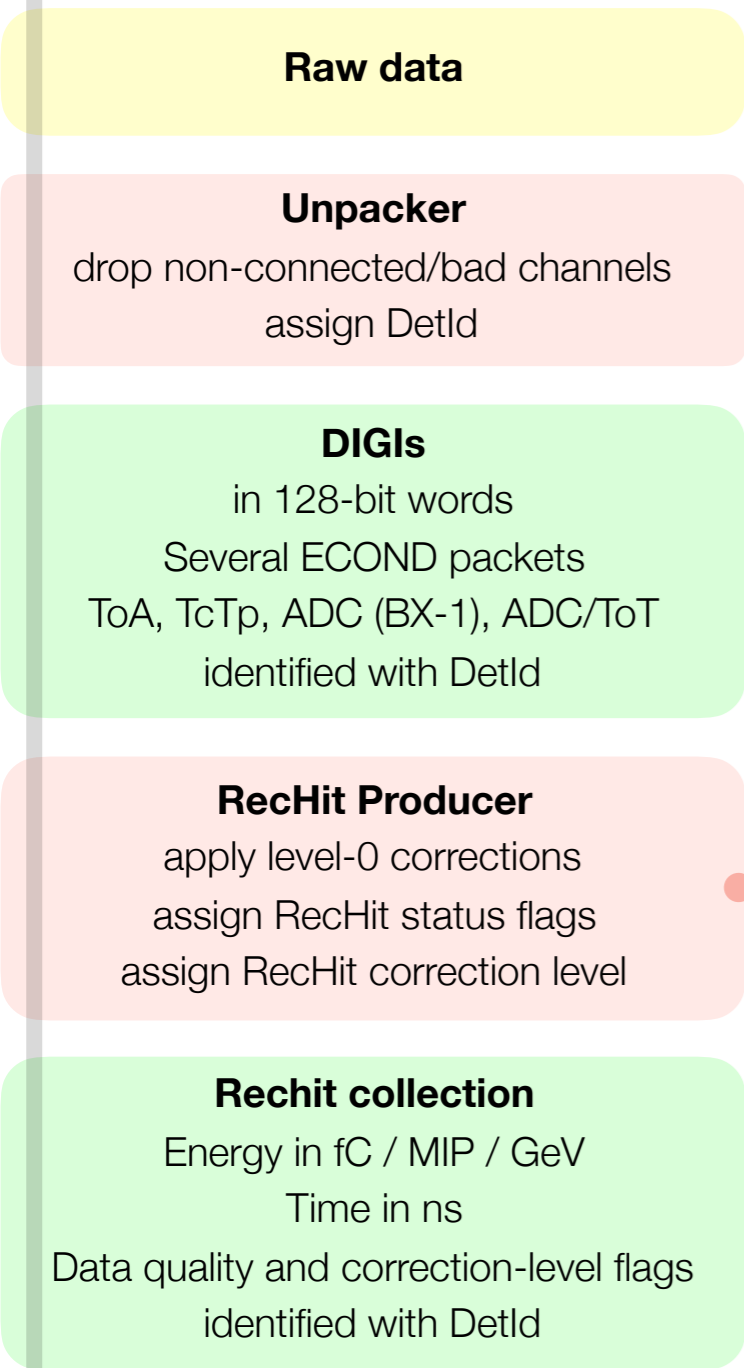 Raw data
Unpacker
drop non-connected/bad channels
assign DetId
DIGIs
in 128-bit words
Several ECOND packets
ToA, TcTp, ADC (BX-1), ADC/ToT
identified with DetId
RecHit Producer
apply level-0 corrections
assign RecHit status flags
assign RecHit correction level
Rechit collection
Energy in fC / MIP / GeV
Time in ns
Data quality and correction-level flags
identified with DetId